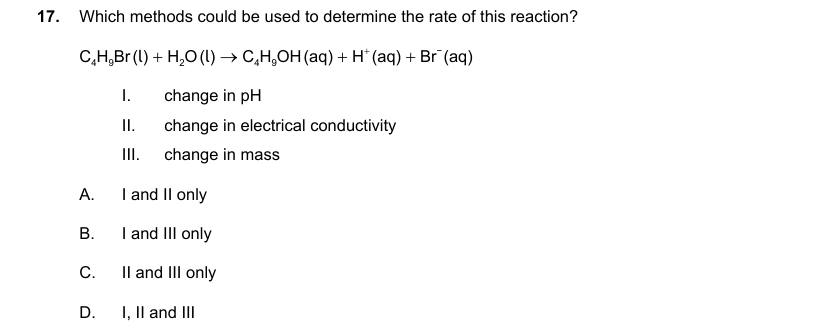 17. Which methods could be used to determine the rate of this reaction?
C₄H₉Br (l) + H₂O (l) → C₄H₉OH (aq) + H⁺ (aq) + Br⁻ (aq)
I. change in pH
II. change in electrical conductivity
III. change in mass
A. I and II only
B. I and III only
C. II and III only
D. I, II and III